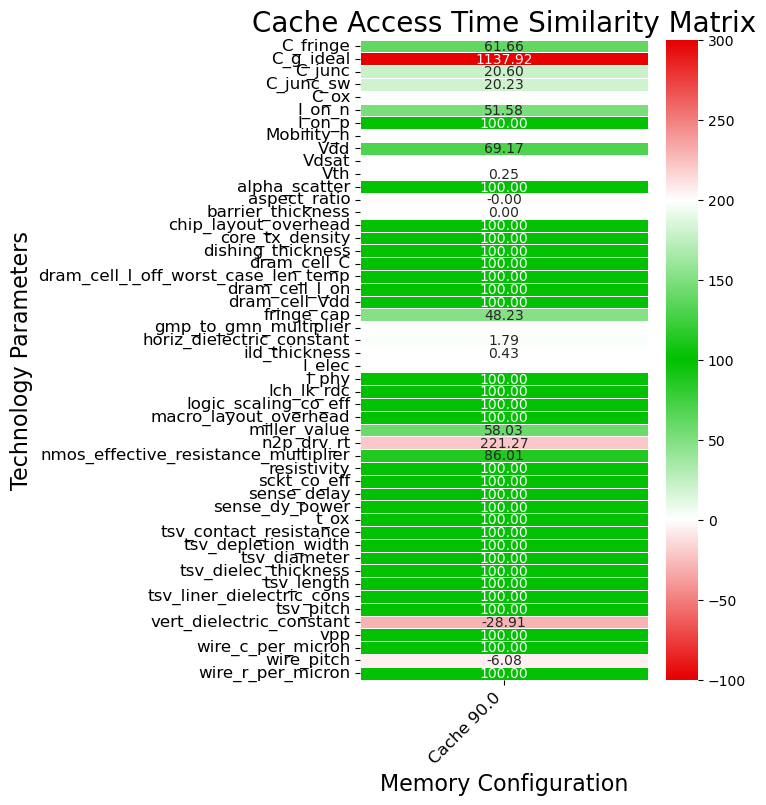 Cache Access Time Similarity Matrix
Technology Parameters
C_fringe 61.66
C_g_ideal 1137.92
C_junc 20.60
C_junc_sw 20.23
C_ox
I_on_n 51.58
I_on_p 100.00
Mobility_n
Vdd 69.17
Vdsat
Vth 0.25
alpha_scatter 100.00
aspect_ratio -0.00
barrier_thickness 0.00
chip_layout_overhead 100.00
core_tx_density 100.00
dishing_thickness 100.00
dram_cell_C 100.00
dram_cell_I_off_worst_case_len_temp 100.00
dram_cell_I_on 100.00
dram_cell_Vdd 100.00
fringe_cap 48.23
gmp_to_gmn_multiplier
horiz_dielectric_constant 1.79
ild_thickness 0.43
l_elec
l_phy 100.00
lch_lk_rdc 100.00
logic_scaling_co_eff 100.00
macro_layout_overhead 100.00
miller_value 58.03
n2p_drv_rt 221.27
nmos_effective_resistance_multiplier 86.01
resistivity 100.00
sckt_co_eff 100.00
sense_delay 100.00
sense_dy_power 100.00
t_ox 100.00
tsv_contact_resistance 100.00
tsv_depletion_width 100.00
tsv_diameter 100.00
tsv_dielec_thickness 100.00
tsv_length 100.00
tsv_liner_dielectric_cons 100.00
tsv_pitch 100.00
vert_dielectric_constant -28.91
vpp 100.00
wire_c_per_micron 100.00
wire_pitch -6.08
wire_r_per_micron 100.00
Cache 90.0
Memory Configuration
300
250
200
150
100
50
0
−50
−100